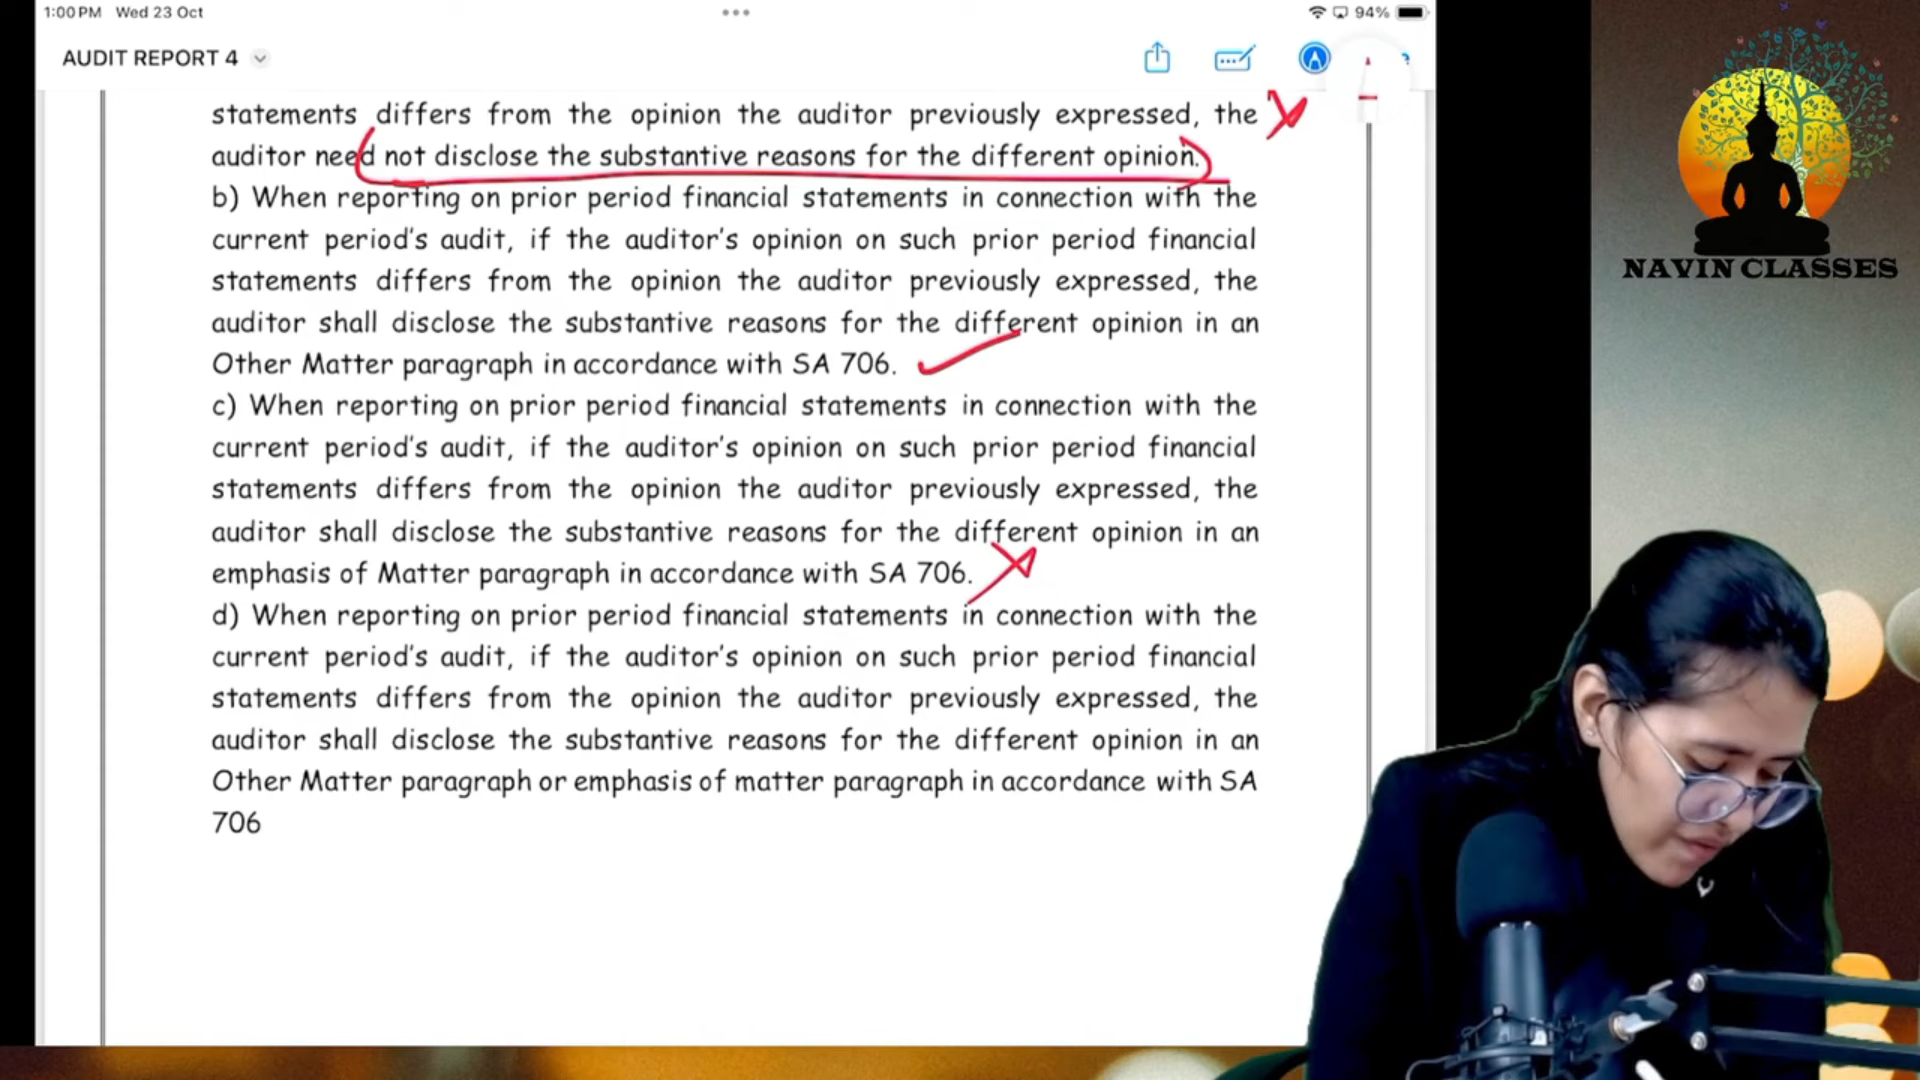 1:00 PM Wed 23 Oct
94%
AUDIT REPORT 4
statements differs from the opinion the auditor previously expressed, the
auditor need not disclose the substantive reasons for the different opinion.
b) When reporting on prior period financial statements in connection with the
current period's audit, if the auditor's opinion on such prior period financial
statements differs from the opinion the auditor previously expressed, the
auditor shall disclose the substantive reasons for the different opinion in an
Other Matter paragraph in accordance with SA 706.
c) When reporting on prior period financial statements in connection with the
current period's audit, if the auditor's opinion on such prior period financial
statements differs from the opinion the auditor previously expressed, the
auditor shall disclose the substantive reasons for the different opinion in an
emphasis of Matter paragraph in accordance with SA 706.
d) When reporting on prior period financial statements in connection with the
current period's audit, if the auditor's opinion on such prior period financial
statements differs from the opinion the auditor previously expressed, the
auditor shall disclose the substantive reasons for the different opinion in an
Other Matter paragraph or emphasis of matter paragraph in accordance with SA
706
NAVIN CLASSES